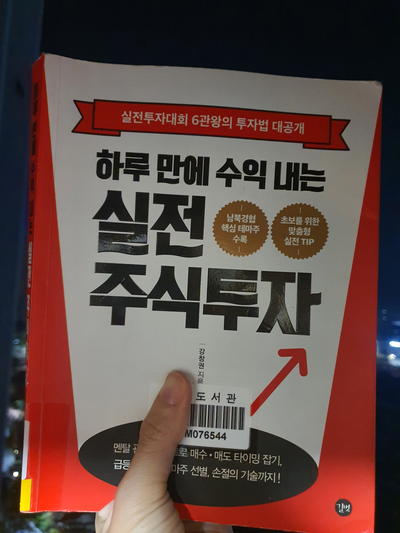 실전투자대회 6관왕의 투자법 대공개
하루 만에 수익 내는
실전
남북경협
핵심 테마주
수록
초보를 위한
맞춤형
실전 TIP
주식투자
강창권 지음
도서관
M076544
멘탈 관
로 매수·매도 타이밍 잡기,
급등
마주 선별, 손절의 기술까지!
길벗